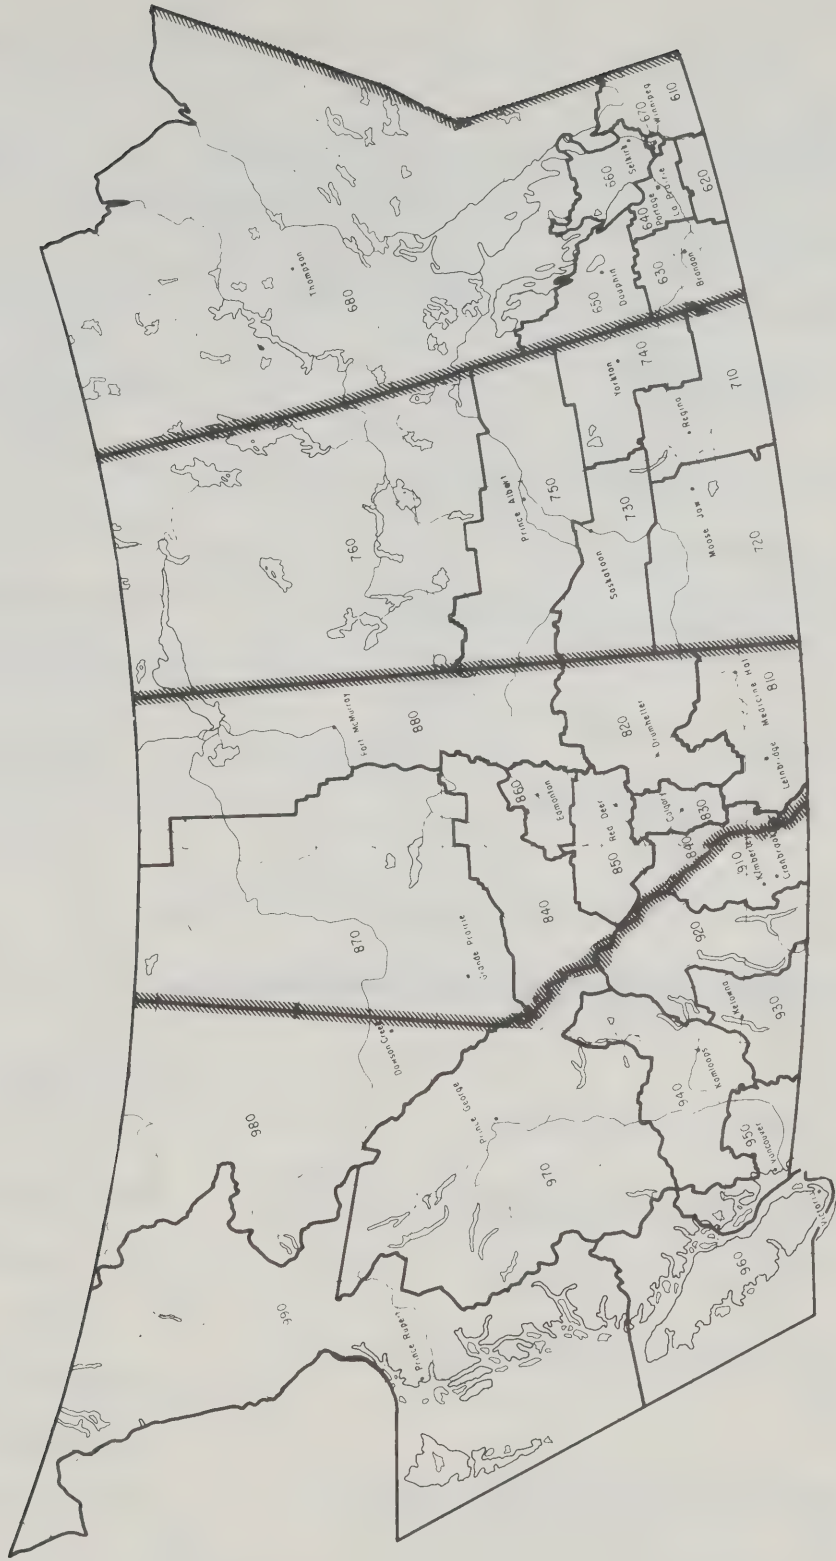 990
Prince Rupert
980
Dawson Creek
Prince George
970
960
Victoria
950
Vancouver
940
Kamloops
930
Kelowna
920
910
Kimberley
Cranbrook
870
Grande Prairie
840
840
850 Red Deer
860
Edmonton
Calgary
830
880
Fort McMurray
820
Drumheller
Lethbridge
Medicine Hat
810
760
Prince Albert
750
Saskatoon
730
Moose Jaw
720
Regina
710
Yorkton
740
Thompson
680
650
Dauphin
630
Brandon
640
Portage
La Prairie
620
660
Selkirk
670
Winnipeg
610